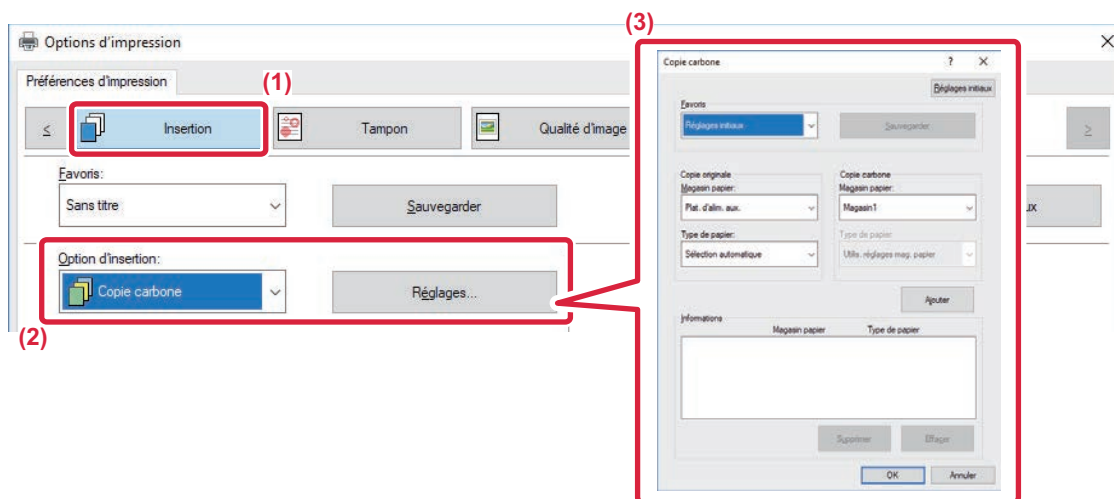 (3)
Options d'impression
Préférences d'impression
(1)
<
Insertion
Tampon
Qualité d'image
>
Favoris:
Sans titre
Sauvegarder
ux
Option d'insertion:
Copie carbone
Réglages...
(2)
Copie carbone
?
Réglages initiaux
Favoris
Réglages initiaux
Sauvegarder
Copie originale
Copie carbone
Magasin papier:
Magasin papier:
Plat. d'alim. aux.
Magasin1
Type de papier:
Type de papier:
Sélection automatique
Utilis. réglages mag. papier
Ajouter
Informations
Magasin papier
Type de papier
Supprimer
Effacer
OK
Annuler